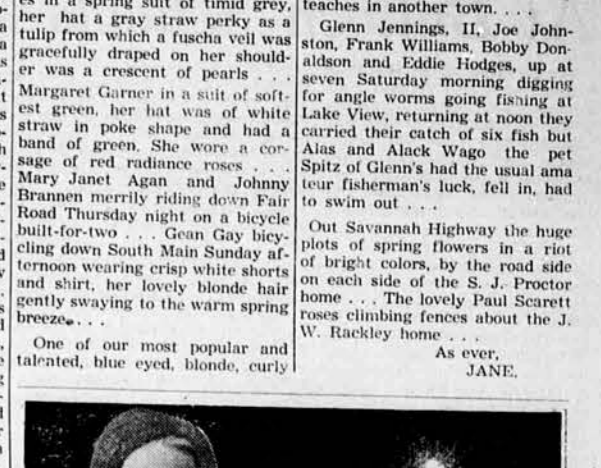 es in a spring suit of timid grey,
her hat a gray straw perky as a
tulip from which a fuscha veil was
gracefully draped on her should-
er was a crescent of pearls . . .
Margaret Garner in a suit of soft-
est green, her hat was of white
straw in poke shape and had a
band of green. She wore a cor-
sage of red radiance roses . . .
Mary Janet Agan and Johnny
Brannen merrily riding down Fair
Road Thursday night on a bicycle
built-for-two . . . Gean Gay bicy-
cling down South Main Sunday af-
ternoon wearing crisp white shorts
and shirt, her lovely blonde hair
gently swaying to the warm spring
breeze. . . .
One of our most popular and
talented, blue eyed, blonde, curly
teaches in another town. . . .
Glenn Jennings, II, Joe John-
ston, Frank Williams, Bobby Don-
aldson and Eddie Hodges, up at
seven Saturday morning digging
for angle worms going fishing at
Lake View, returning at noon they
carried their catch of six fish but
Alas and Alack Wago the pet
Spitz of Glenn's had the usual ama
teur fisherman's luck, fell in, had
to swim out . . .
Out Savannah Highway the huge
plots of spring flowers in a riot
of bright colors, by the road side
on each side of the S. J. Proctor
home . . . The lovely Paul Scarett
roses climbing fences about the J.
W. Rackley home . . .
As ever,
JANE.